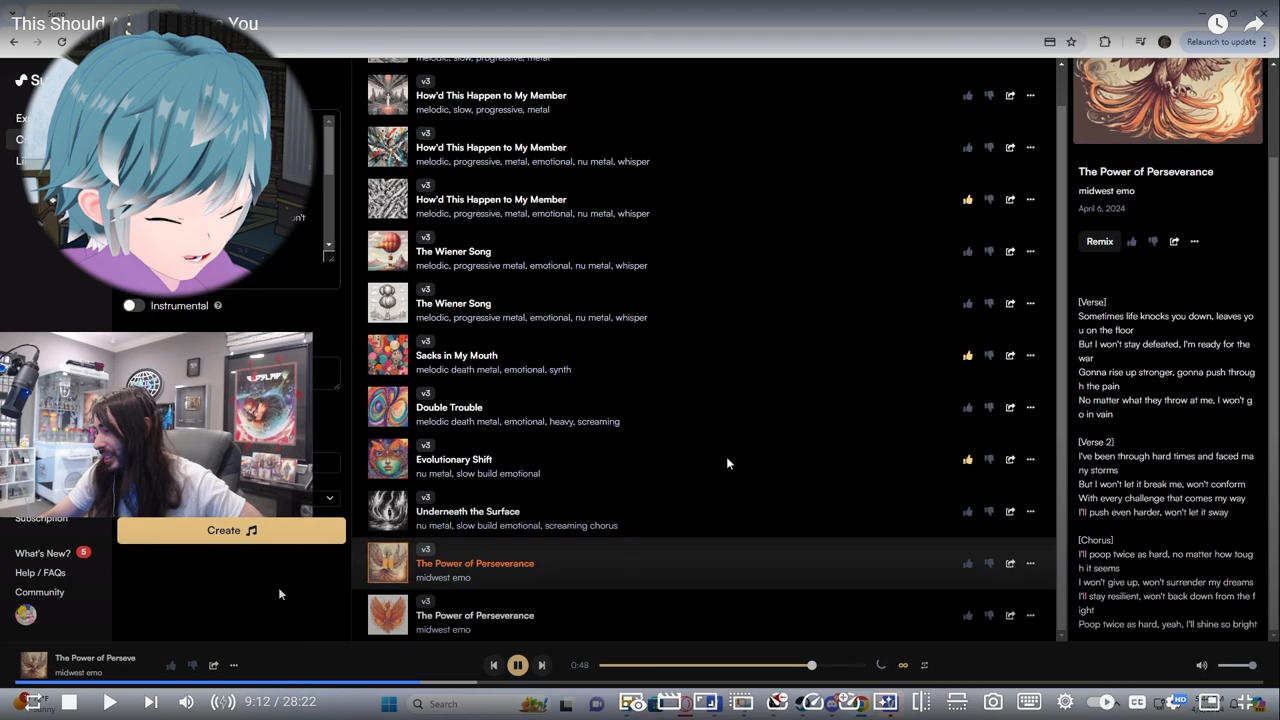 This Should
You
Relaunch to update
melodic, slow, progressive, metal
v3
How'd This Happen to My Member
melodic, slow, progressive, metal
v3
How'd This Happen to My Member
melodic, progressive, metal, emotional, nu metal, whisper
v3
How'd This Happen to My Member
melodic, progressive, metal, emotional, nu metal, whisper
v3
The Wiener Song
melodic, progressive metal, emotional, nu metal, whisper
v3
The Wiener Song
melodic, progressive metal, emotional, nu metal, whisper
v3
Sacks in My Mouth
melodic death metal, emotional, synth
v3
Double Trouble
melodic death metal, emotional, heavy, screaming
v3
Evolutionary Shift
nu metal, slow build emotional
v3
Underneath the Surface
nu metal, slow build emotional, screaming chorus
v3
The Power of Perseverance
midwest emo
v3
The Power of Perseverance
midwest emo
Instrumental
Create
Subscription
What's New? 5
Help / FAQs
Community
The Power of Perseverance
midwest emo
April 6, 2024
Remix
[Verse]
Sometimes life knocks you down, leaves yo
u on the floor
But I won't stay defeated, I'm ready for the
war
Gonna rise up stronger, gonna push throug
h the pain
No matter what they throw at me, I won't g
o in vain
[Verse 2]
I've been through hard times and faced ma
ny storms
But I won't let it break me, won't conform
With every challenge that comes my way
I'll push even harder, won't let it sway
[Chorus]
I'll poop twice as hard, no matter how toug
h it seems
I won't give up, won't surrender my dreams
I'll stay resilient, won't back down from the f
ight
Poop twice as hard, yeah, I'll shine so bright
The Power of Perseve
midwest emo
0:48
9:12 / 28:22
Search
CC
HD